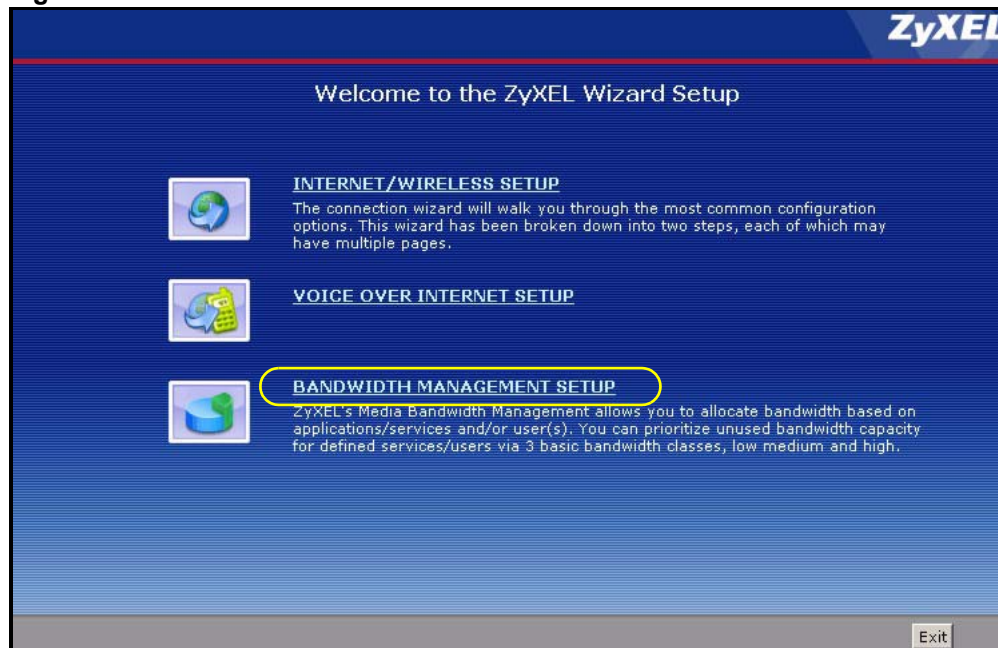 ZyXEL
Welcome to the ZyXEL Wizard Setup
INTERNET/WIRELESS SETUP
The connection wizard will walk you through the most common configuration
options. This wizard has been broken down into two steps, each of which may
have multiple pages.
VOICE OVER INTERNET SETUP
BANDWIDTH MANAGEMENT SETUP
ZyXEL's Media Bandwidth Management allows you to allocate bandwidth based on
applications/services and/or user(s). You can prioritize unused bandwidth capacity
for defined services/users via 3 basic bandwidth classes, low medium and high.
Exit